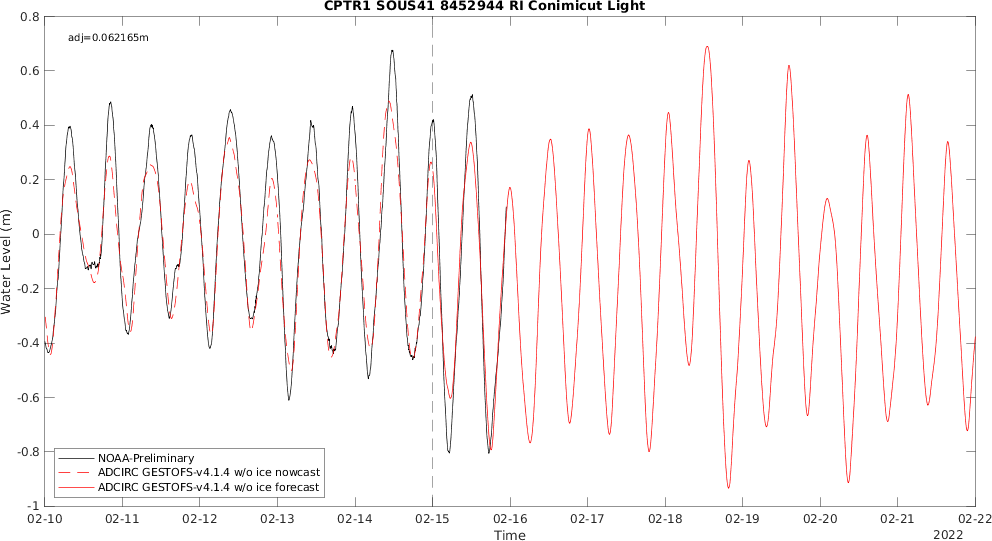 CPTR1 SOUS41 8452944 RI Conimicut Light
adj=0.062165m
0.8
0.6
0.4
0.2
0
-0.2
-0.4
-0.6
-0.8
-1
Water Level (m)
NOAA-Preliminary
ADCIRC GESTOFS-v4.1.4 w/o ice nowcast
ADCIRC GESTOFS-v4.1.4 w/o ice forecast
02-10 02-11 02-12 02-13 02-14 02-15 02-16 02-17 02-18 02-19 02-20 02-21 02-22
Time
2022